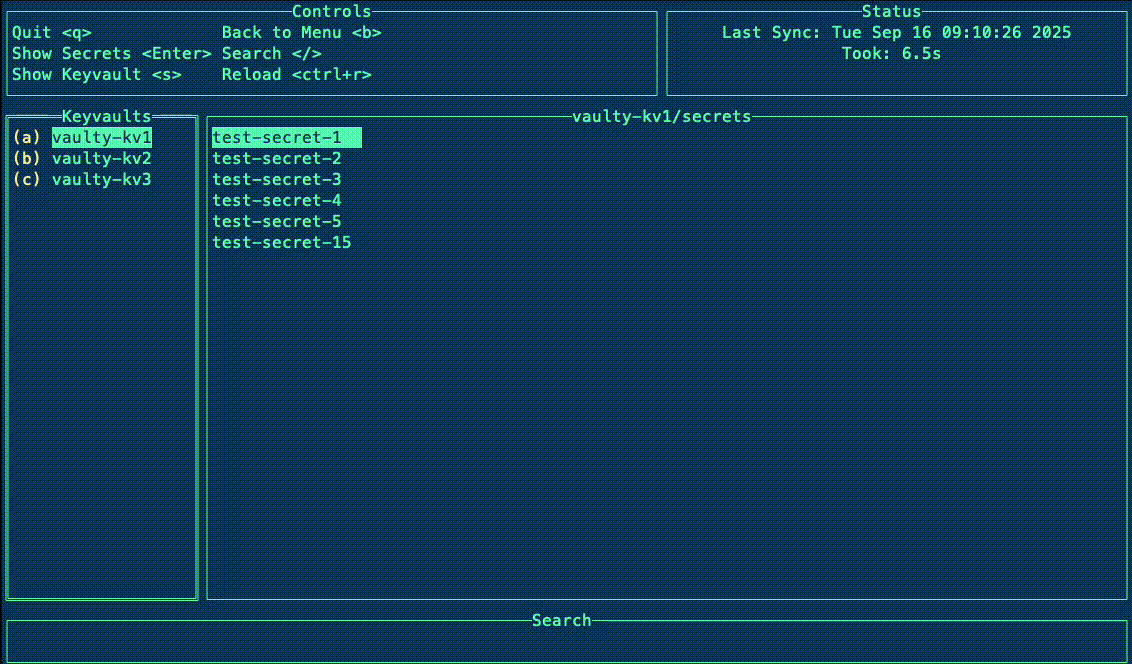 Controls
Quit <q> Back to Menu <b>
Show Secrets <Enter> Search </>
Show Keyvault <s> Reload <ctrl+r>
Status
Last Sync: Tue Sep 16 09:10:26 2025
Took: 6.5s
Keyvaults
(a) vaulty-kv1
(b) vaulty-kv2
(c) vaulty-kv3
vaulty-kv1/secrets
test-secret-1
test-secret-2
test-secret-3
test-secret-4
test-secret-5
test-secret-15
Search